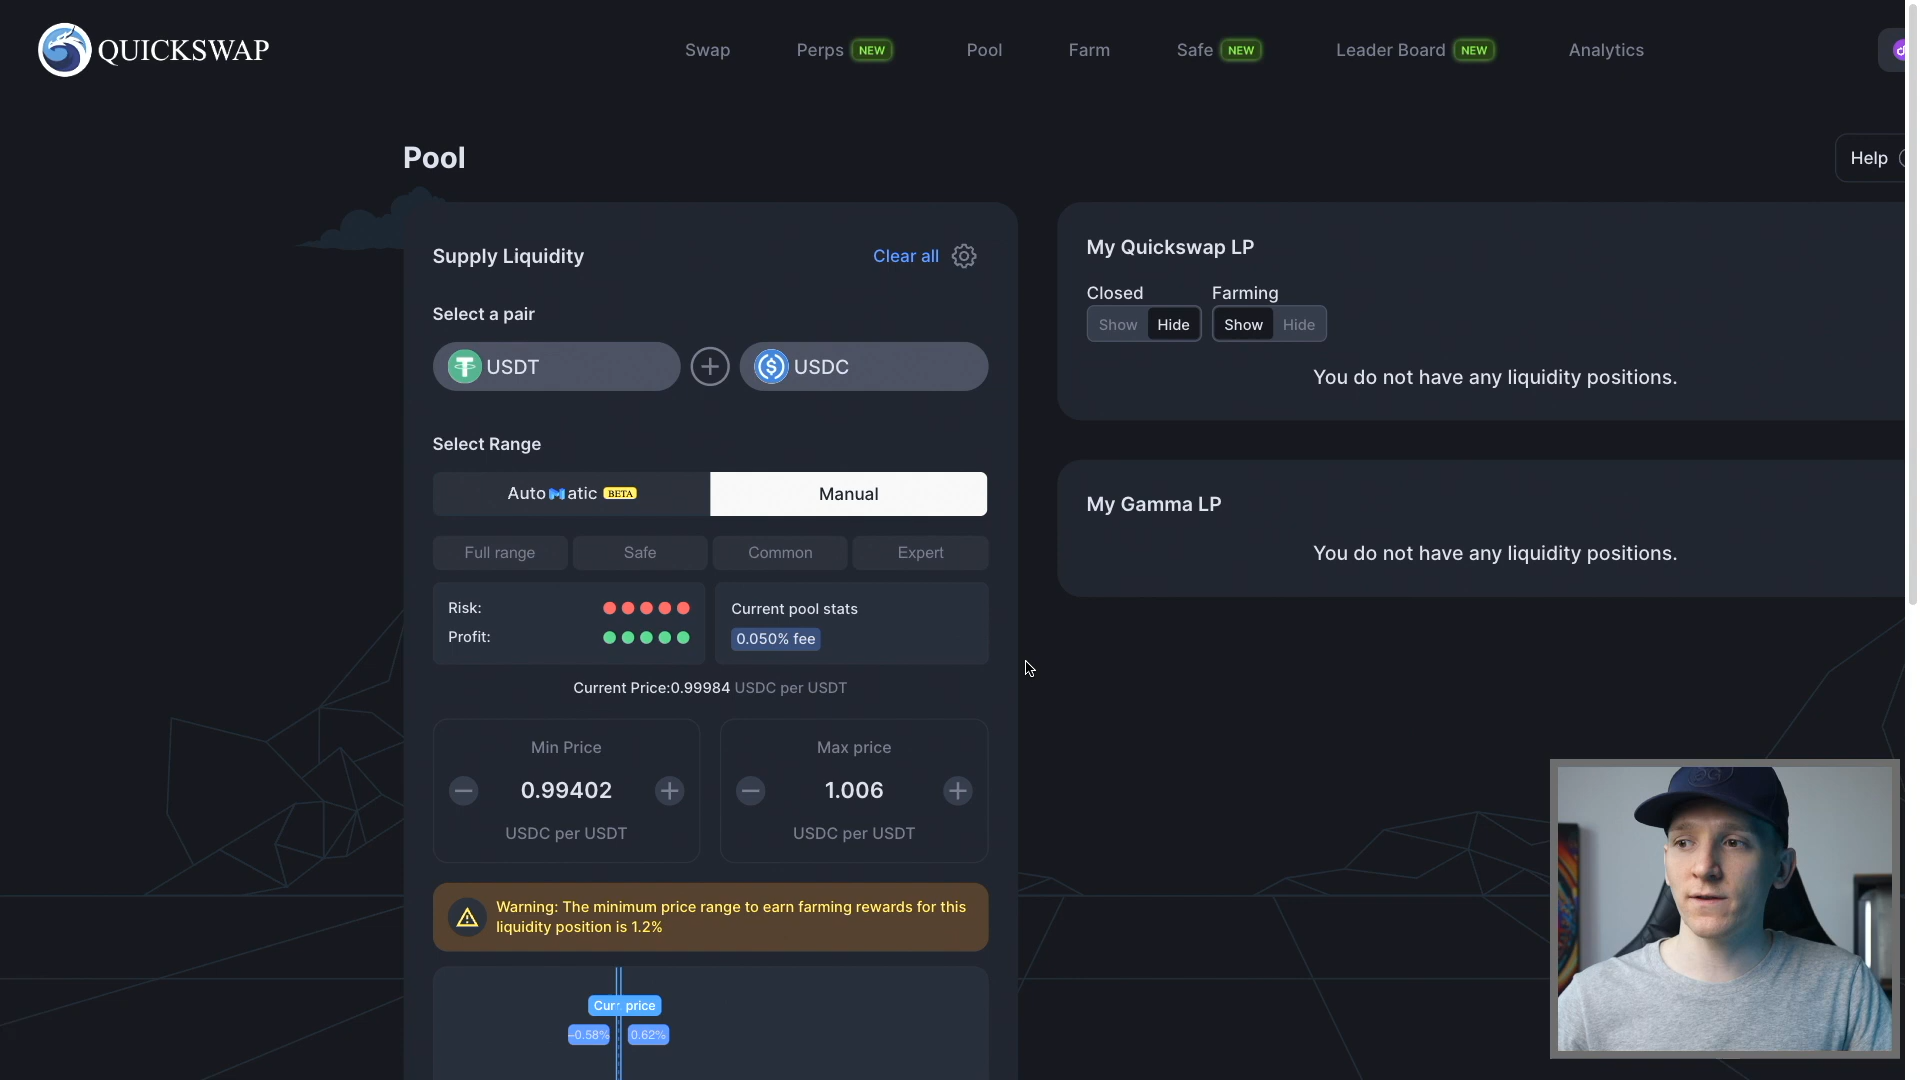 QUICKSWAP
Swap
Perps NEW
Pool
Farm
Safe NEW
Leader Board NEW
Analytics
Pool
Help
Supply Liquidity
Clear all
Select a pair
USDT
USDC
Select Range
Auto atic BETA
Manual
Full range
Safe
Common
Expert
Risk:
Profit:
Current pool stats
0.050% fee
Current Price:0.99984 USDC per USDT
Min Price
0.99402
USDC per USDT
Max price
1.006
USDC per USDT
Warning: The minimum price range to earn farming rewards for this
liquidity position is 1.2%
price
-0.58%
0.62%
My Quickswap LP
Closed
Show
Hide
Farming
Show
Hide
You do not have any liquidity positions.
My Gamma LP
You do not have any liquidity positions.